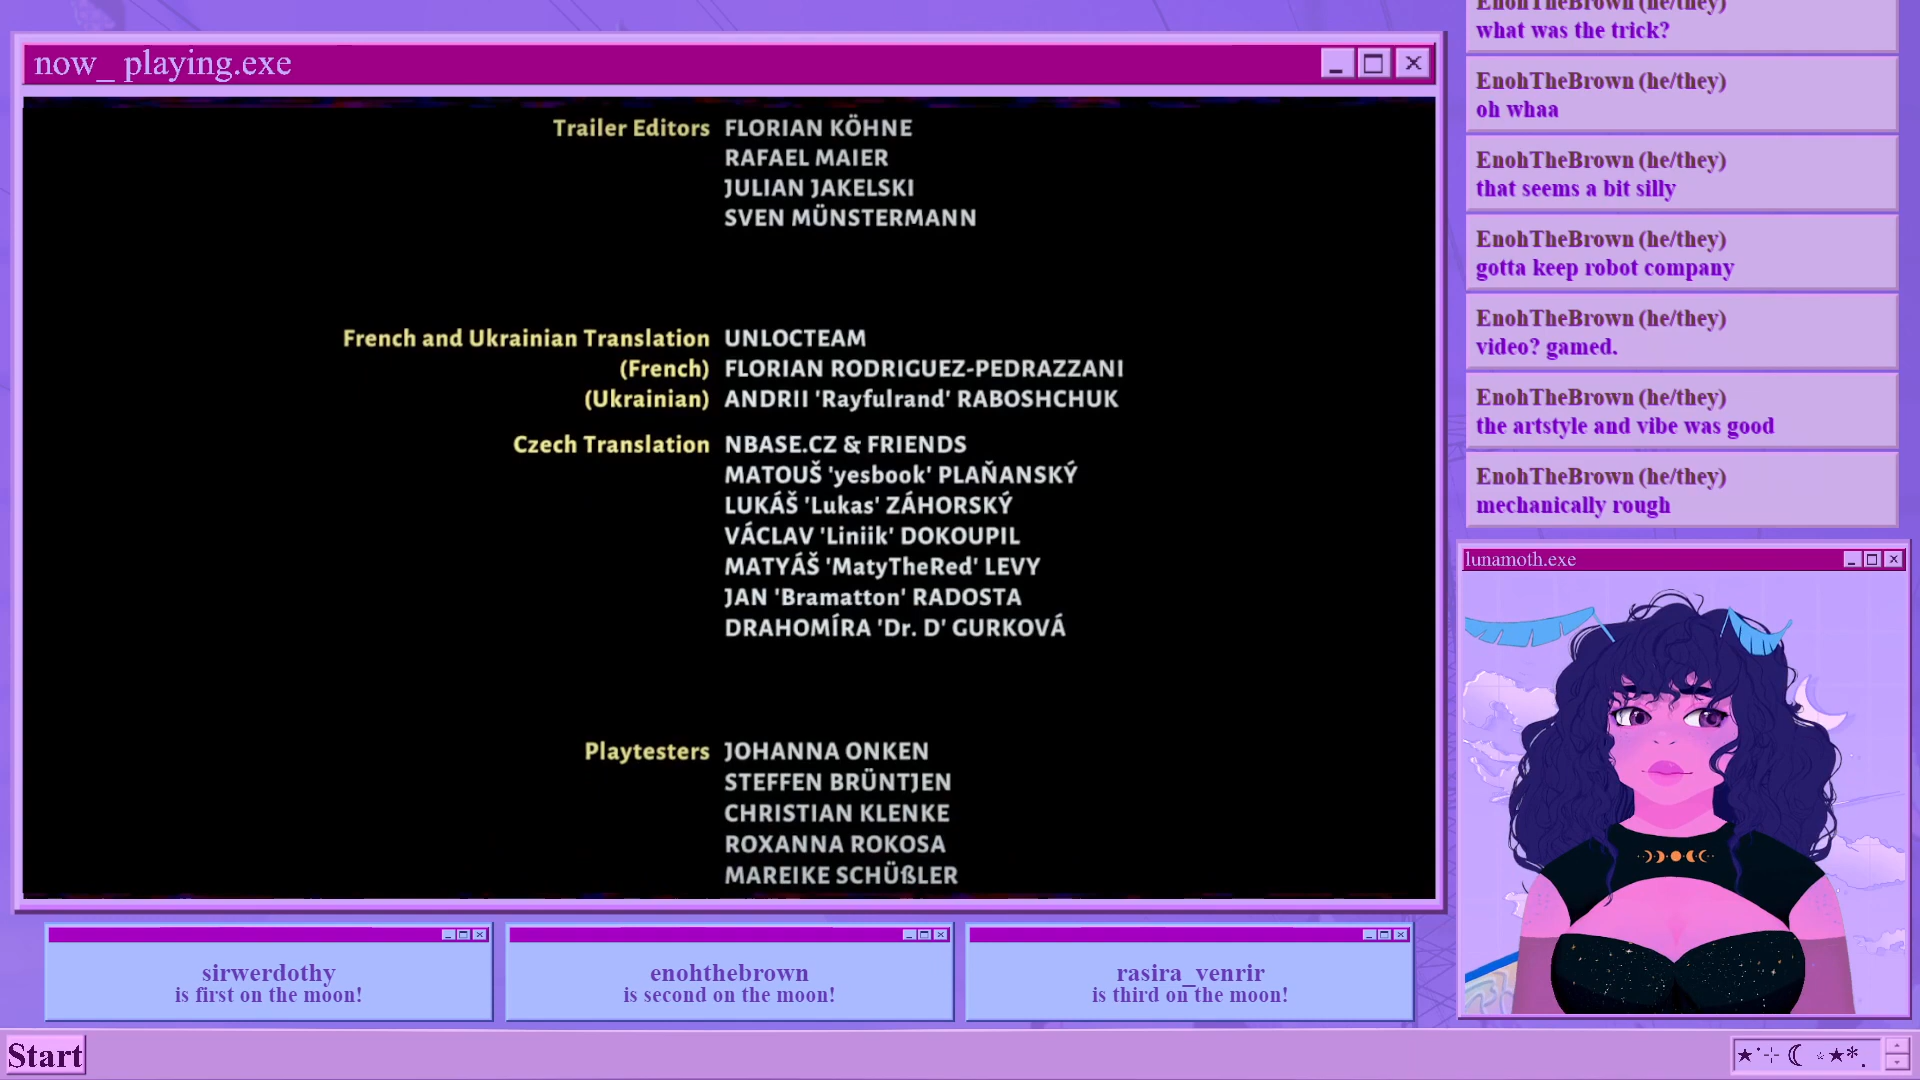 now_ playing.exe
Trailer Editors FLORIAN KÖHNE
RAFAEL MAIER
JULIAN JAKELSKI
SVEN MÜNSTERMANN
French and Ukrainian Translation UNLOCTEAM
(French) FLORIAN RODRIGUEZ-PEDRAZZANI
(Ukrainian) ANDRII 'Rayfulrand' RABOSHCHUK
Czech Translation NBASE.CZ & FRIENDS
MATOUŠ 'yesbook' PLAŇANSKÝ
LUKÁŠ 'Lukas' ZÁHORSKÝ
VÁCLAV 'Liniik' DOKOUPIL
MATYÁŠ 'MatyTheRed' LEVY
JAN 'Bramatton' RADOSTA
DRAHOMÍRA 'Dr. D' GURKOVÁ
Playtesters JOHANNA ONKEN
STEFFEN BRÜNTJEN
CHRISTIAN KLENKE
ROXANNA ROKOSA
MAREIKE SCHÜßLER
EnohTheBrown (he/they)
what was the trick?
EnohTheBrown (he/they)
oh whaa
EnohTheBrown (he/they)
that seems a bit silly
EnohTheBrown (he/they)
gotta keep robot company
EnohTheBrown (he/they)
video? gamed.
EnohTheBrown (he/they)
the artstyle and vibe was good
EnohTheBrown (he/they)
mechanically rough
lunamoth.exe
sirwerdothy
is first on the moon!
enohthebrown
is second on the moon!
rasira_venrir
is third on the moon!
Start
★˙⊹ ☾ ⭒★*.